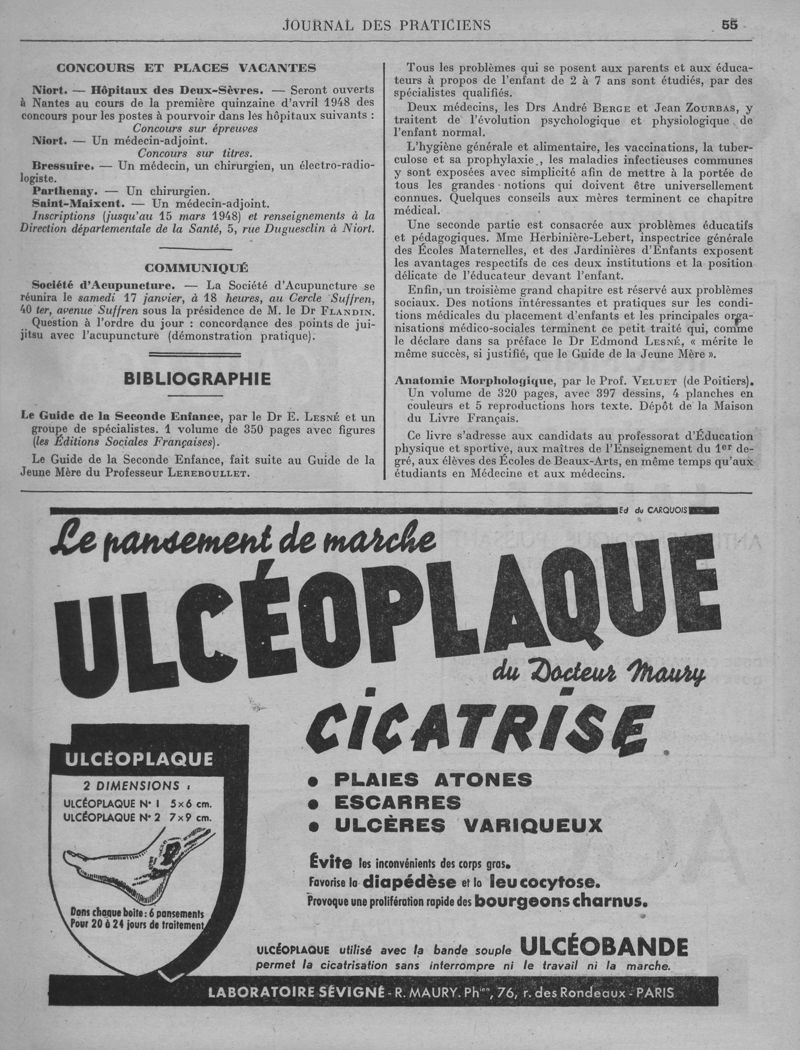 JOURNAL DES PRATICIENS 55
CONCOURS ET PLACES VACANTES
Niort. — Hôpitaux des Deux-Sèvres. — Seront ouverts
à Nantes au cours de la première quinzaine d'avril 1948 des
concours pour les postes à pourvoir dans les hôpitaux suivants :
Concours sur épreuves
Niort. — Un médecin-adjoint.
Concours sur titres.
Bressuire. — Un médecin, un chirurgien, un électro-radio-
logiste.
Parthenay. — Un chirurgien.
Saint-Maixent. — Un médecin-adjoint.
Inscriptions (jusqu'au 15 mars 1948) et renseignements à la
Direction départementale de la Santé, 5, rue Duguesclin à Niort.
COMMUNIQUÉ
Société d'Acupuncture. — La Société d'Acupuncture se
réunira le samedi 17 janvier, à 18 heures, au Cercle Suffren,
40 ter, avenue Suffren sous la présidence de M. le Dr FLANDIN.
Question à l'ordre du jour : concordance des points de jui-
jitsu avec l'acupuncture (démonstration pratique).
BIBLIOGRAPHIE
Le Guide de la Seconde Enfance, par le Dr E. LESNÉ et un
groupe de spécialistes. 1 volume de 350 pages avec figures
(les Éditions Sociales Françaises).
Le Guide de la Seconde Enfance, fait suite au Guide de la
Jeune Mère du Professeur LEREBOULLET.
Tous les problèmes qui se posent aux parents et aux éduca-
teurs à propos de l'enfant de 2 à 7 ans sont étudiés, par des
spécialistes qualifiés.
Deux médecins, les Drs André BERGE et Jean ZOURBAS, y
traitent de l'évolution psychologique et physiologique de
l'enfant normal.
L'hygiène générale et alimentaire, les vaccinations, la tuber-
culose et sa prophylaxie, les maladies infectieuses communes
y sont exposées avec simplicité afin de mettre à la portée de
tous les grandes notions qui doivent être universellement
connues. Quelques conseils aux mères terminent ce chapitre
médical.
Une seconde partie est consacrée aux problèmes éducatifs
et pédagogiques. Mme Herbinière-Lebert, inspectrice générale
des Écoles Maternelles, et des Jardinières d'Enfants exposent
les avantages respectifs de ces deux institutions et la position
délicate de l'éducateur devant l'enfant.
Enfin, un troisième grand chapitre est réservé aux problèmes
sociaux. Des notions intéressantes et pratiques sur les condi-
tions médicales du placement d'enfants et les principales orga-
nisations médico-sociales terminent ce petit traité qui, comme
le déclare dans sa préface le Dr Edmond LESNÉ, « mérite le
même succès, si justifié, que le Guide de la Jeune Mère ».
Anatomie Morphologique, par le Prof. VELUET (de Poitiers).
Un volume de 320 pages, avec 397 dessins, 4 planches en
couleurs et 5 reproductions hors texte. Dépôt de la Maison
du Livre Français.
Ce livre s'adresse aux candidats au professorat d'Éducation
physique et sportive, aux maîtres de l'Enseignement du 1er de-
gré, aux élèves des Écoles de Beaux-Arts, en même temps qu'aux
étudiants en Médecine et aux médecins.
Ed du CARQUOIS
Le pansement de marche
ULCÉOPLAQUE
du Docteur Maury
CICATRISE
• PLAIES ATONES
• ESCARRES
• ULCÈRES VARIQUEUX
Évite les inconvénients des corps gras.
Favorise la diapédèse et la leucocytose.
Provoque une prolifération rapide des bourgeons charnus.
ULCÉOPLAQUE
2 DIMENSIONS :
ULCÉOPLAQUE N° 1 5x6 cm.
ULCÉOPLAQUE N° 2 7x9 cm.
Dans chaque boite : 6 pansements
Pour 20 à 24 jours de traitement
ULCÉOPLAQUE utilisé avec la bande souple ULCÉOBANDE
permet la cicatrisation sans interrompre ni le travail ni la marche.
LABORATOIRE SÉVIGNÉ - R. MAURY. Phien, 76, r. des Rondeaux - PARIS